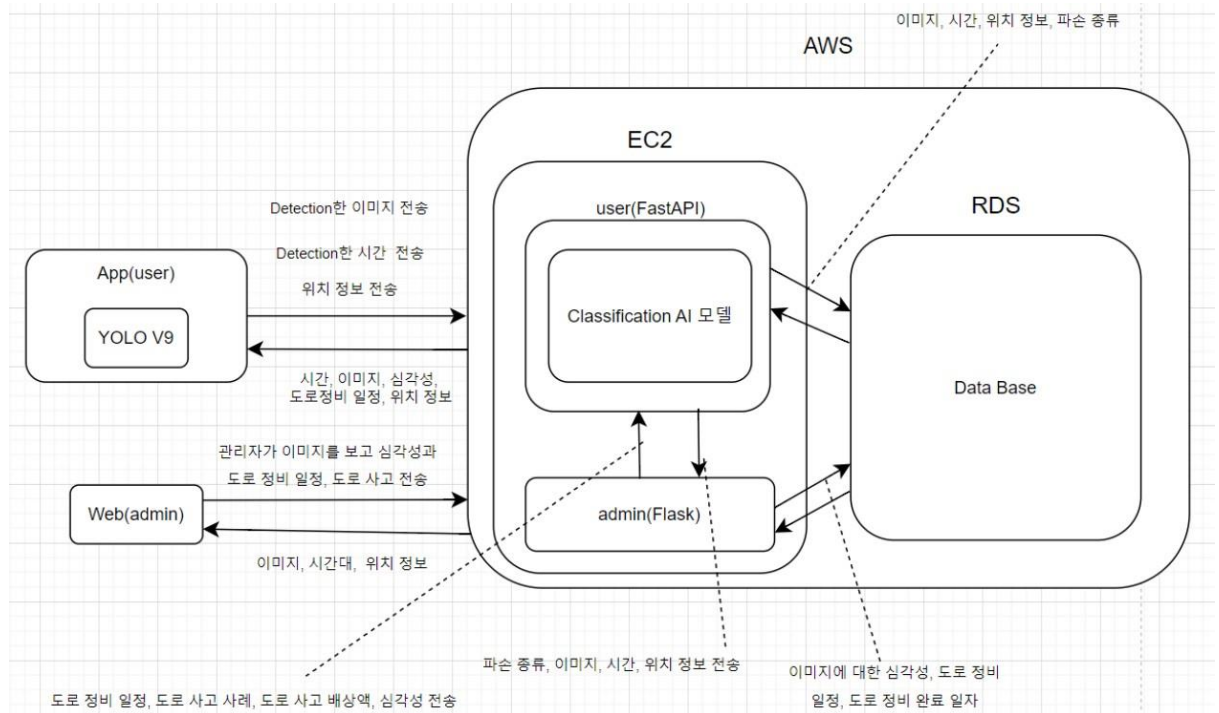 이미지, 시간, 위치 정보, 파손 종류
AWS
EC2
user(FastAPI)
RDS
Detection한 이미지 전송
Detection한 시간 전송
위치 정보 전송
App(user)
YOLO V9
Classification AI 모델
Data Base
시간, 이미지, 심각성,
도로정비 일정, 위치 정보
관리자가 이미지를 보고 심각성과
도로 정비 일정, 도로 사고 전송
Web(admin)
admin(Flask)
이미지, 시간대, 위치 정보
파손 종류, 이미지, 시간, 위치 정보 전송
이미지에 대한 심각성, 도로 정비
일정, 도로 정비 완료 일자
도로 정비 일정, 도로 사고 사례, 도로 사고 배상액, 심각성 전송